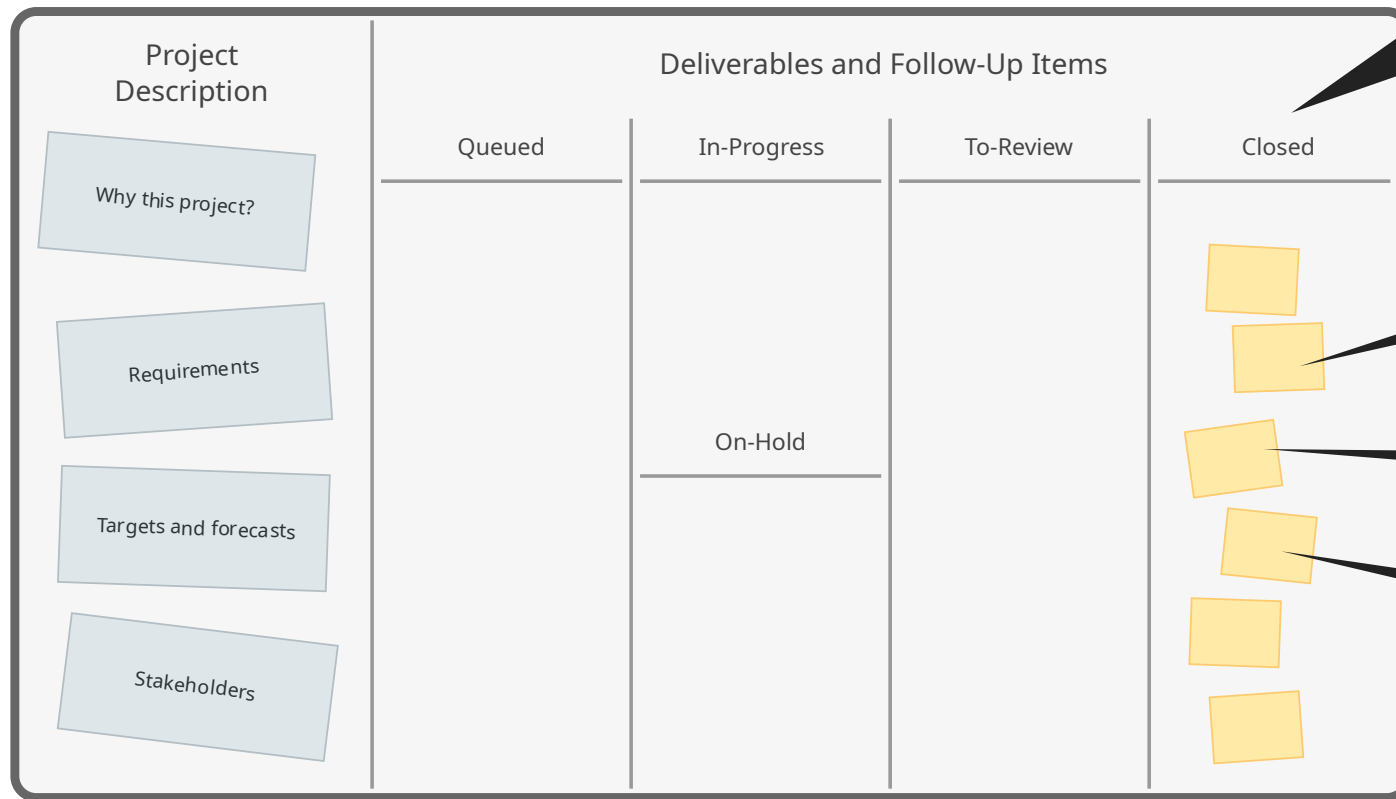 Project
Description
Why this project?
Requirements
Targets and forecasts
Stakeholders
Deliverables and Follow-Up Items
Queued
In-Progress
On-Hold
To-Review
Closed